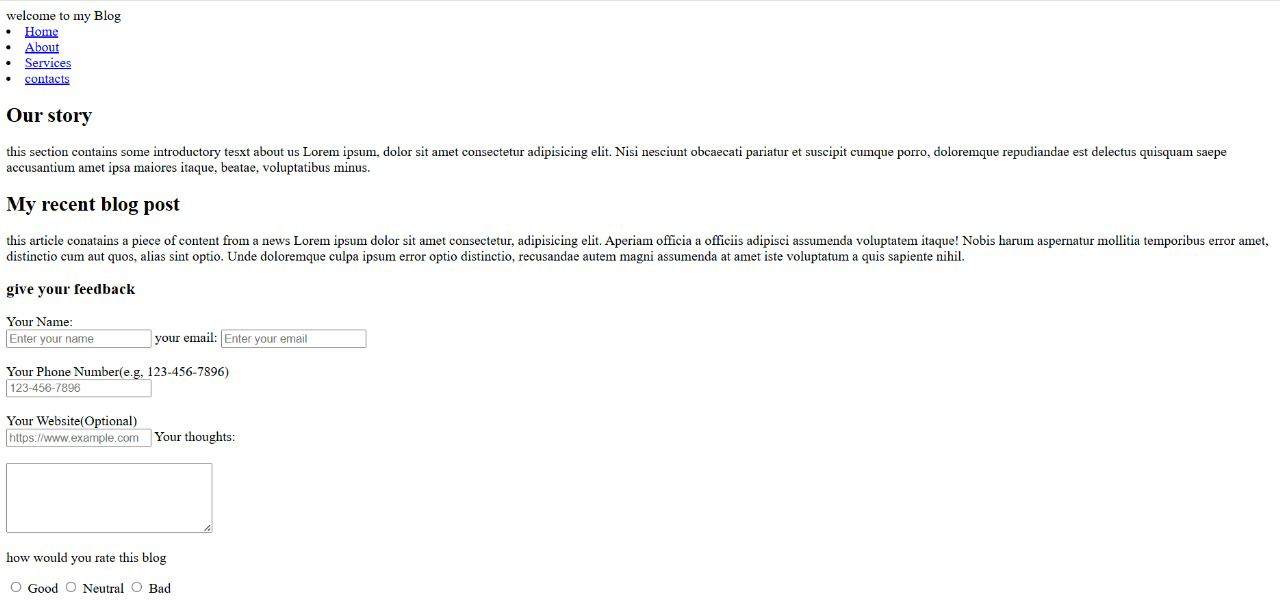 welcome to my Blog
Home
About
Services
contacts
Our story
this section contains some introductory tesxt about us Lorem ipsum, dolor sit amet consectetur adipisicing elit. Nisi nesciunt obcaecati pariatur et suscipit cumque porro, doloremque repudiandae est delectus quisquam saepe
accusantium amet ipsa maiores itaque, beatae, voluptatibus minus.
My recent blog post
this article conatains a piece of content from a news Lorem ipsum dolor sit amet consectetur, adipisicing elit. Aperiam officia a officiis adipisci assumenda voluptatem itaque! Nobis harum aspernatur mollitia temporibus error amet,
distinctio cum aut quos, alias sint optio. Unde doloremque culpa ipsum error optio distinctio, recusandae autem magni assumenda at amet iste voluptatum a quis sapiente nihil.
give your feedback
Your Name:
Enter your name your email: Enter your email
Your Phone Number(e.g, 123-456-7896)
123-456-7896
Your Website(Optional)
https://www.example.com Your thoughts:
how would you rate this blog
Good Neutral Bad